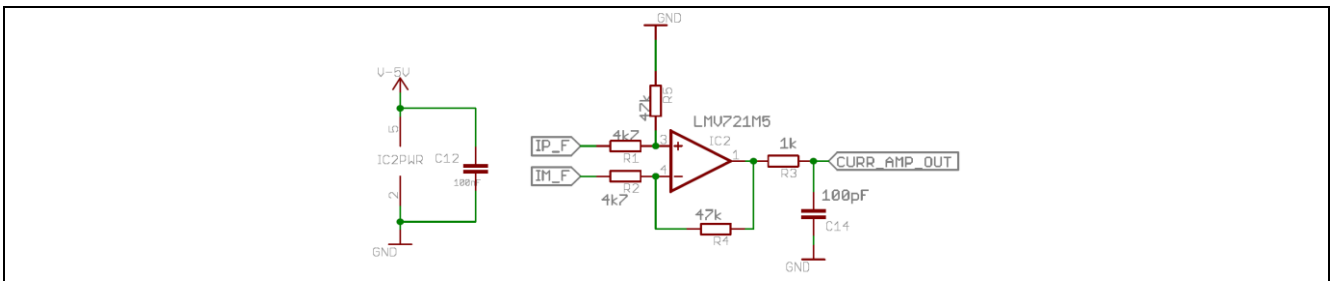 GND
V-5V
5
IC2PWR
C12
100nF
2
GND
47k
R5
LMV721M5
IC2
IP_F
4k7
R1
3
+
1
1k
R3
CURR_AMP_OUT
IM_F
R2
4k7
4
-
47k
R4
100pF
C14
GND